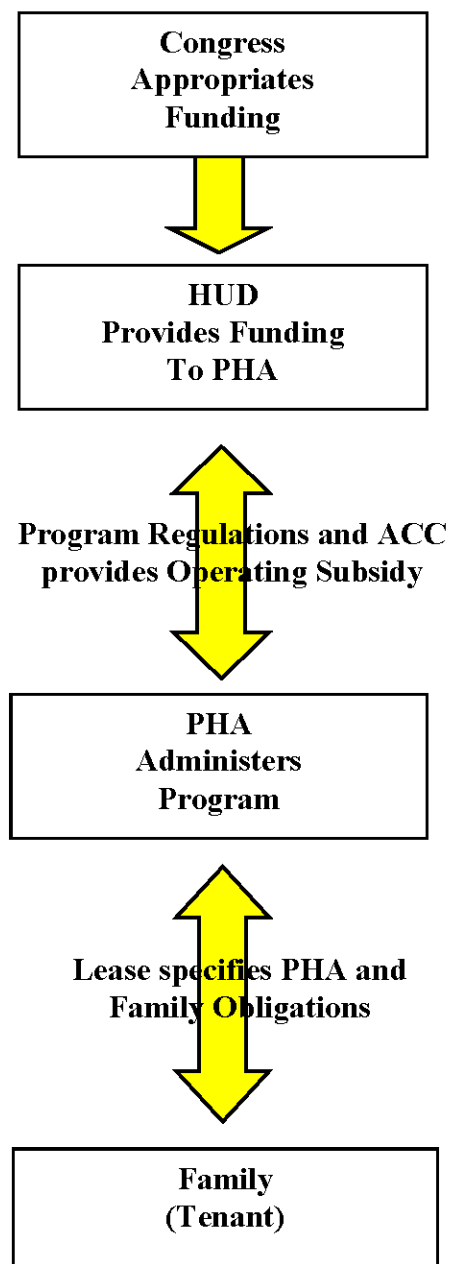 Congress
Appropriates
Funding
HUD
Provides Funding
To PHA
Program Regulations and ACC
provides Operating Subsidy
PHA
Administers
Program
Lease specifies PHA and
Family Obligations
Family
(Tenant)